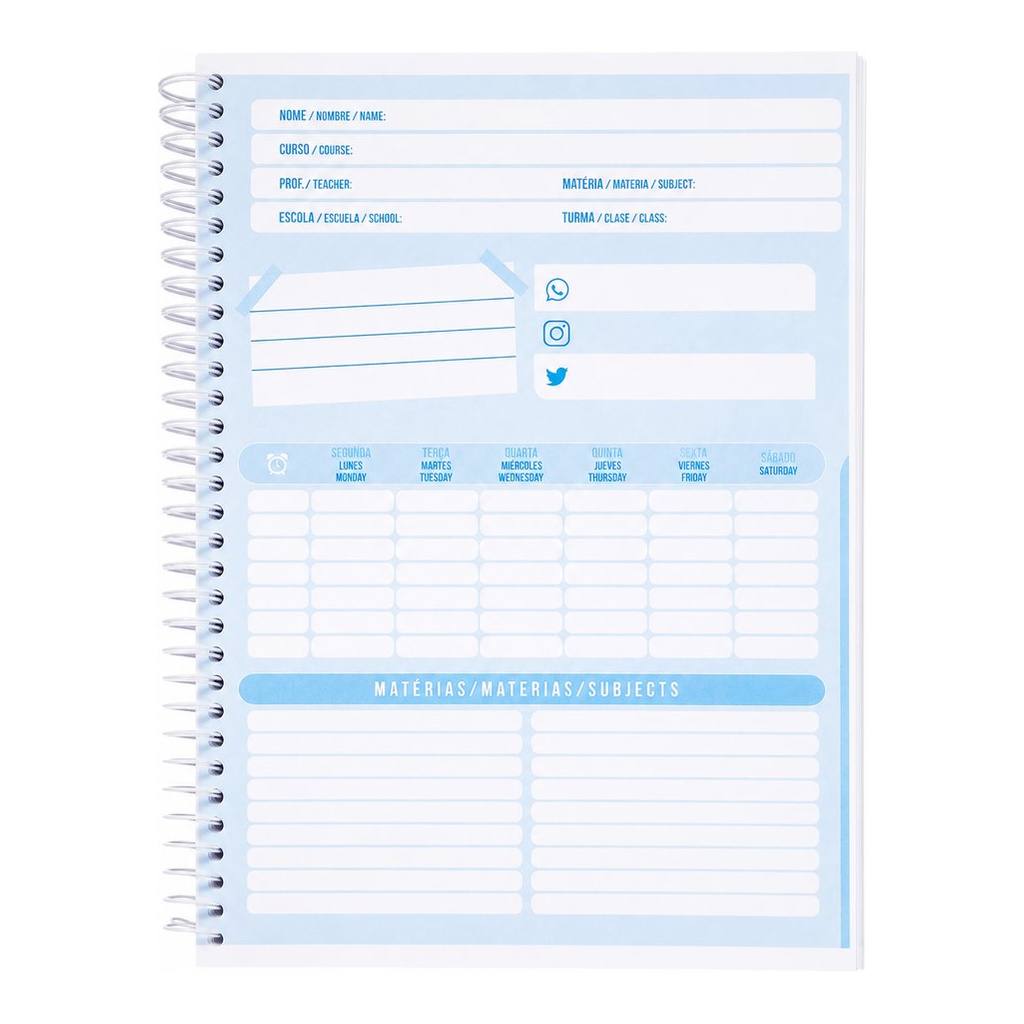 NOME / NOMBRE / NAME:
CURSO / COURSE:
PROF. / TEACHER: MATÉRIA / MATERIA / SUBJECT:
ESCOLA / ESCUELA / SCHOOL: TURMA / CLASE / CLASS:
SEGUNDA TERÇA QUARTA QUINTA SEXTA SÁBADO
LUNES MARTES MIÉRCOLES JUEVES VIERNES SATURDAY
MONDAY TUESDAY WEDNESDAY THURSDAY FRIDAY
MATÉRIAS/MATERIAS/SUBJECTS